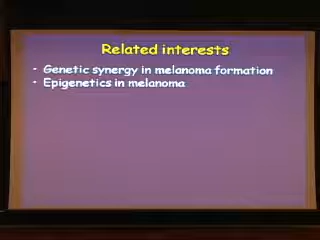 Related interests
• Genetic synergy in melanoma formation
• Epigenetics in melanoma